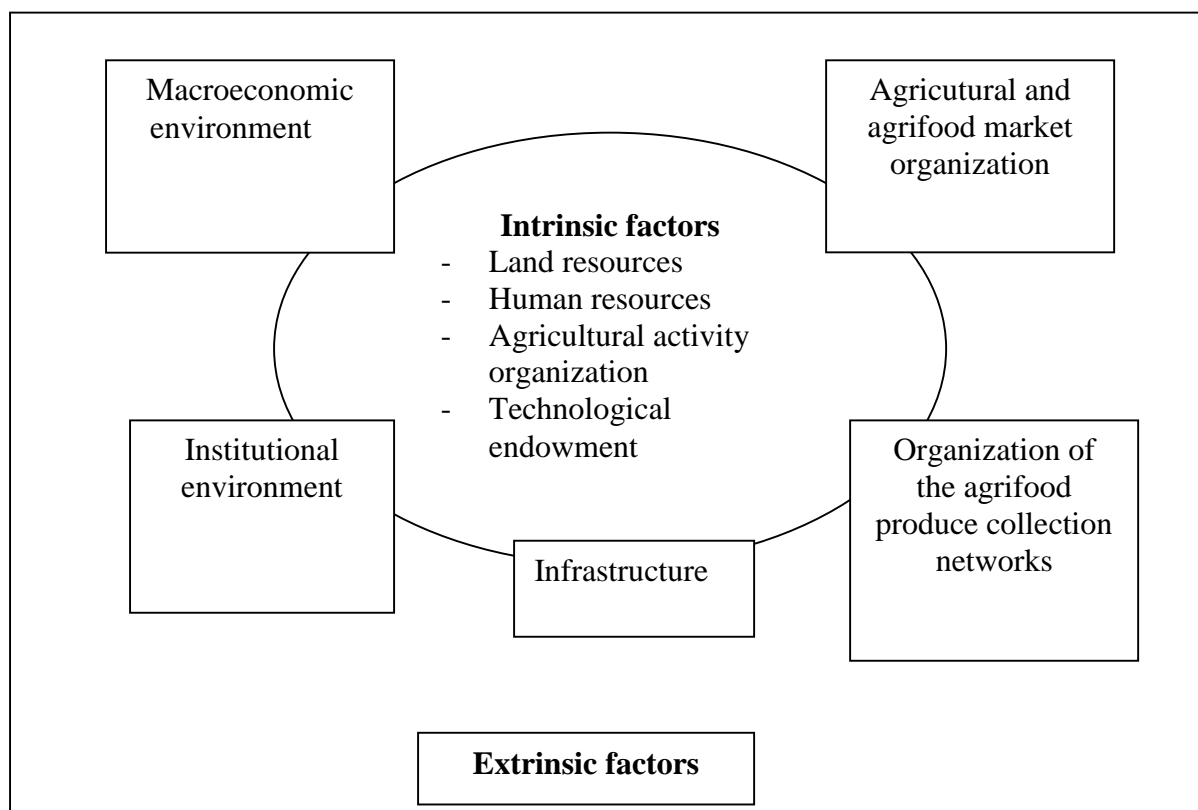 Macroeconomic
environment
Agricutural and
agrifood market
organization
Intrinsic factors
- Land resources
- Human resources
- Agricultural activity
organization
- Technological
endowment
Institutional
environment
Organization of
the agrifood
produce collection
networks
Infrastructure
Extrinsic factors